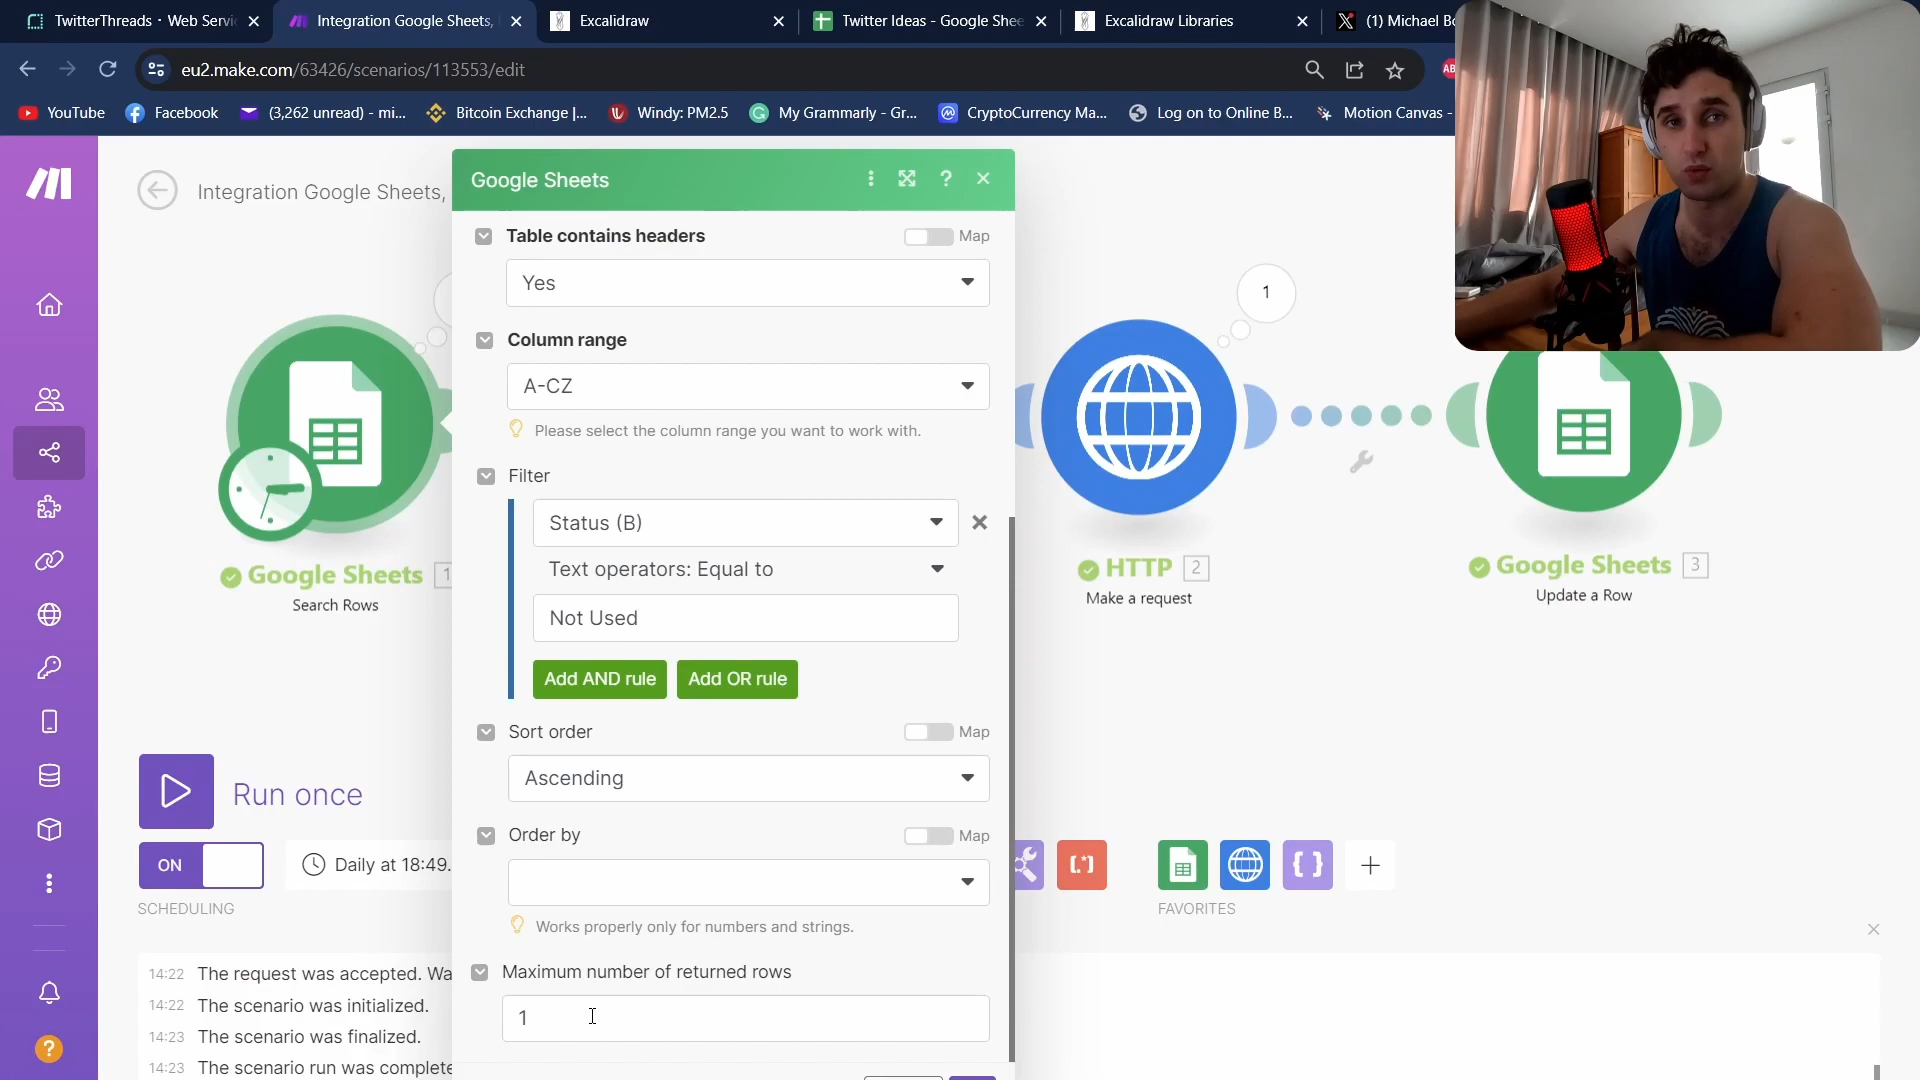 TwitterThreads · Web Servic
Integration Google Sheets,
Excalidraw
Twitter Ideas - Google Shee
Excalidraw Libraries
(1) Michael Bo
eu2.make.com/63426/scenarios/113553/edit
YouTube
Facebook
(3,262 unread) - mi...
Bitcoin Exchange |...
Windy: PM2.5
My Grammarly - Gr...
CryptoCurrency Ma...
Log on to Online B...
Motion Canvas -
Integration Google Sheets,
Google Sheets
Table contains headers
Map
Yes
Column range
A-CZ
Please select the column range you want to work with.
Filter
Status (B)
Text operators: Equal to
Not Used
Add AND rule
Add OR rule
Sort order
Map
Ascending
Order by
Map
Works properly only for numbers and strings.
Maximum number of returned rows
1
Google Sheets
1
Search Rows
1
HTTP
2
Make a request
Google Sheets
3
Update a Row
Run once
ON
Daily at 18:49.
SCHEDULING
FAVORITES
14:22 The request was accepted. Wa
14:22 The scenario was initialized.
14:23 The scenario was finalized.
14:23 The scenario run was complete